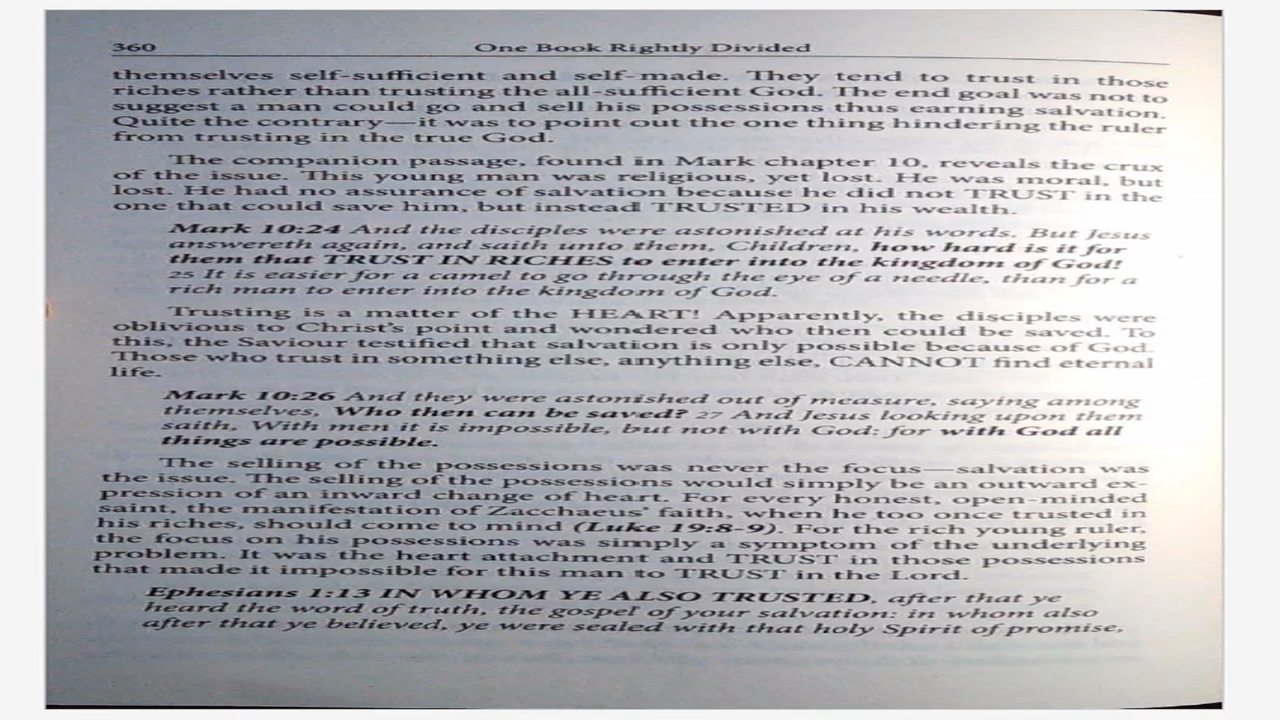 360 One Book Rightly Divided
themselves self-sufficient and self-made. They tend to trust in those
riches rather than trusting the all-sufficient God. The end goal was not to
suggest a man could go and sell his possessions thus earning salvation.
Quite the contrary—it was to point out the one thing hindering the ruler
from trusting in the true God.
The companion passage, found in Mark chapter 10, reveals the crux
of the issue. This young man was religious, yet lost. He was moral, but
lost. He had no assurance of salvation because he did not TRUST in the
one that could save him, but instead TRUSTED in his wealth.
Mark 10:24 And the disciples were astonished at his words. But Jesus
answereth again, and saith unto them, Children, how hard is it for
them that TRUST IN RICHES to enter into the kingdom of God!
25 It is easier for a camel to go through the eye of a needle, than for a
rich man to enter into the kingdom of God.
Trusting is a matter of the HEART! Apparently, the disciples were
oblivious to Christ's point and wondered who then could be saved. To
this, the Saviour testified that salvation is only possible because of God.
Those who trust in something else, anything else, CANNOT find eternal
life.
Mark 10:26 And they were astonished out of measure, saying among
themselves, Who then can be saved? 27 And Jesus looking upon them
saith, With men it is impossible, but not with God: for with God all
things are possible.
The selling of the possessions was never the focus—salvation was
the issue. The selling of the possessions would simply be an outward ex-
pression of an inward change of heart. For every honest, open-minded
saint, the manifestation of Zacchaeus' faith, when he too once trusted in
his riches, should come to mind (Luke 19:8-9). For the rich young ruler,
the focus on his possessions was simply a symptom of the underlying
problem. It was the heart attachment and TRUST in those possessions
that made it impossible for this man to TRUST in the Lord.
Ephesians 1:13 IN WHOM YE ALSO TRUSTED, after that ye
heard the word of truth, the gospel of your salvation: in whom also
after that ye believed, ye were sealed with that holy Spirit of promise,